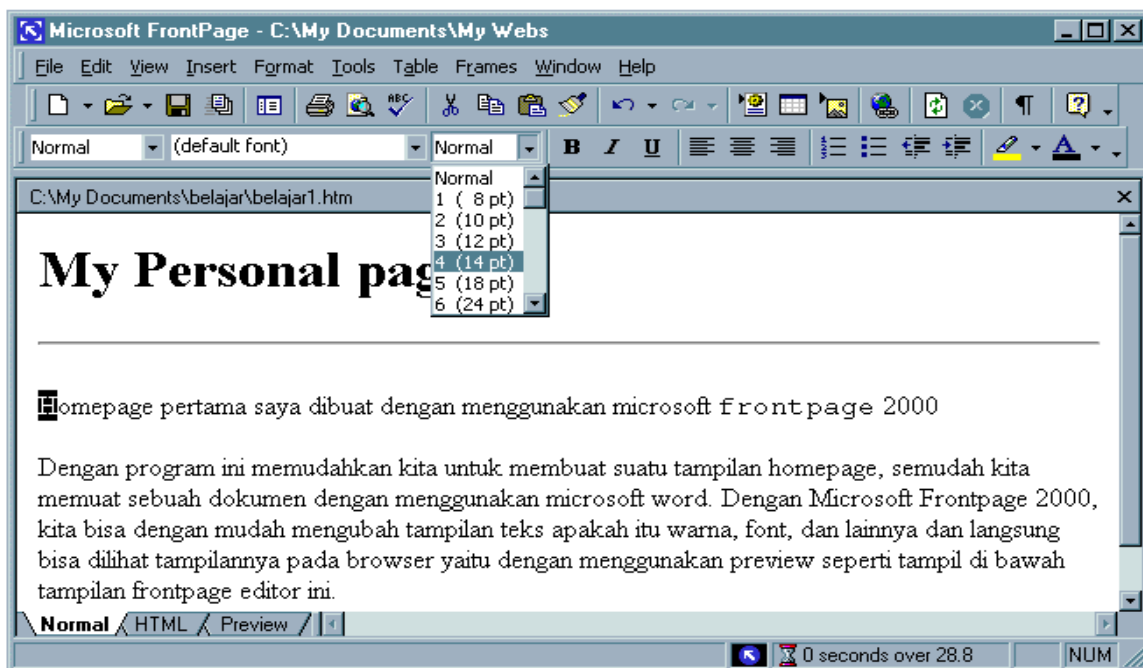 Microsoft FrontPage - C:\My Documents\My Webs
File Edit View Insert Format Tools Table Frames Window Help
ABC
Normal (default font) Normal B I U A
Normal
1 ( 8 pt)
2 (10 pt)
3 (12 pt)
4 (14 pt)
5 (18 pt)
6 (24 pt)
C:\My Documents\belajar\belajar1.htm
My Personal pag
Homepage pertama saya dibuat dengan menggunakan microsoft frontpage 2000
Dengan program ini memudahkan kita untuk membuat suatu tampilan homepage, semudah kita
memuat sebuah dokumen dengan menggunakan microsoft word. Dengan Microsoft Frontpage 2000,
kita bisa dengan mudah mengubah tampilan teks apakah itu warna, font, dan lainnya dan langsung
bisa dilihat tampilannya pada browser yaitu dengan menggunakan preview seperti tampil di bawah
tampilan frontpage editor ini.
Normal HTML Preview
0 seconds over 28.8 NUM